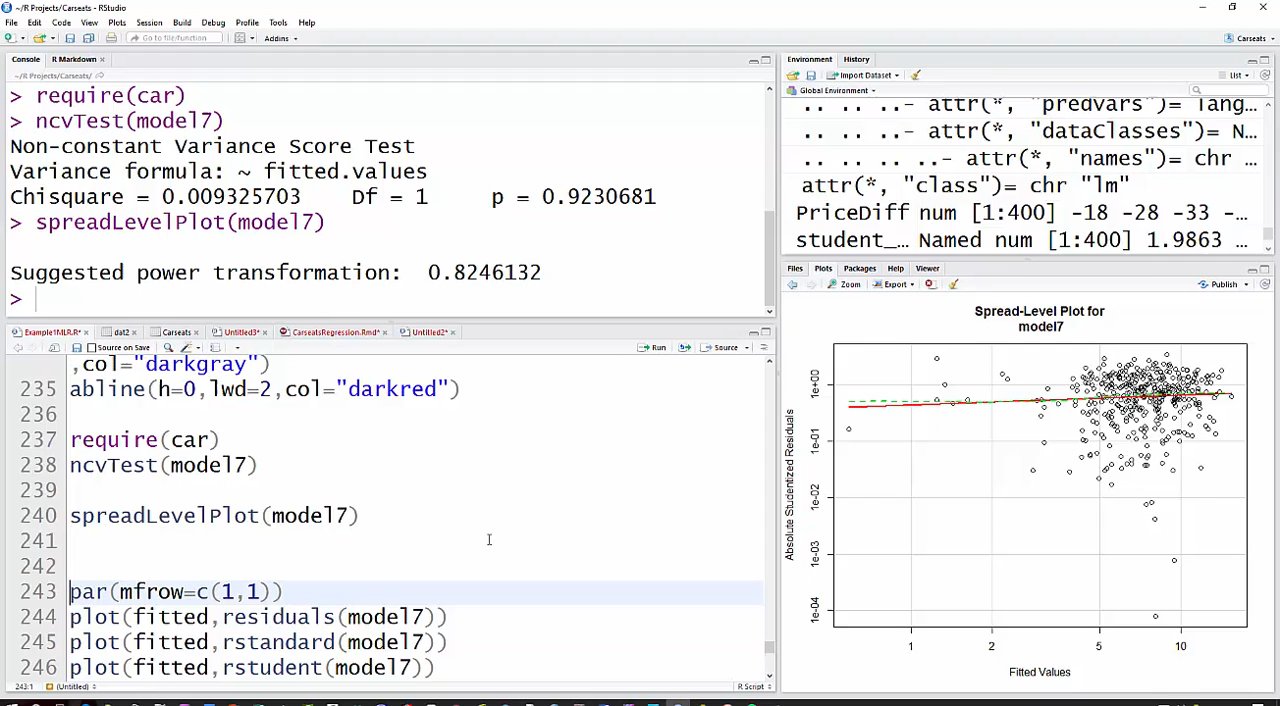 ~/R Projects/Carseats - RStudio
File Edit Code View Plots Session Build Debug Profile Tools Help
Go to file/function Addins Carseats
Console R Markdown
~/R Projects/Carseats/
> require(car)
> ncvTest(model7)
Non-constant Variance Score Test
Variance formula: ~ fitted.values
Chisquare = 0.009325703 Df = 1 p = 0.9230681
> spreadLevelPlot(model7)
Suggested power transformation: 0.8246132
>
Example1MLR.R* dat2 Carseats Untitled3* CarseatsRegression.Rmd* Untitled2*
Source on Save Run Source
,col="darkgray")
235 abline(h=0,lwd=2,col="darkred")
236
237 require(car)
238 ncvTest(model7)
239
240 spreadLevelPlot(model7)
241
242
243 par(mfrow=c(1,1))
244 plot(fitted,residuals(model7))
245 plot(fitted,rstandard(model7))
246 plot(fitted,rstudent(model7))
243:1 (Untitled) R Script
Environment History
Import Dataset List
Global Environment
.. .. ..- attr(*, "predvars")= lang…
.. .. ..- attr(*, "dataClasses")= N…
.. .. .. ..- attr(*, "names")= chr …
attr(*, "class")= chr "lm"
PriceDiff num [1:400] -18 -28 -33 -…
student_… Named num [1:400] 1.9863 …
Files Plots Packages Help Viewer
Zoom Export Publish
Spread-Level Plot for
model7
Absolute Studentized Residuals
1e+00
1e-01
1e-02
1e-03
1e-04
1 2 5 10
Fitted Values